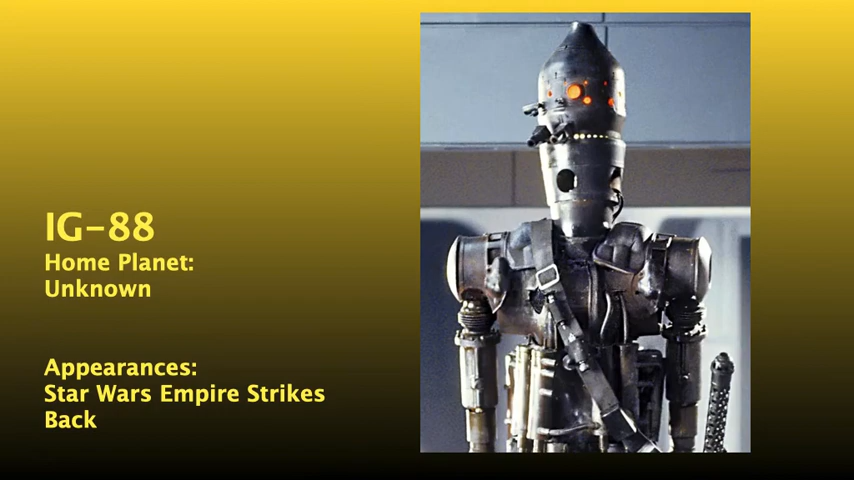 IG-88
Home Planet:
Unknown
Appearances:
Star Wars Empire Strikes
Back